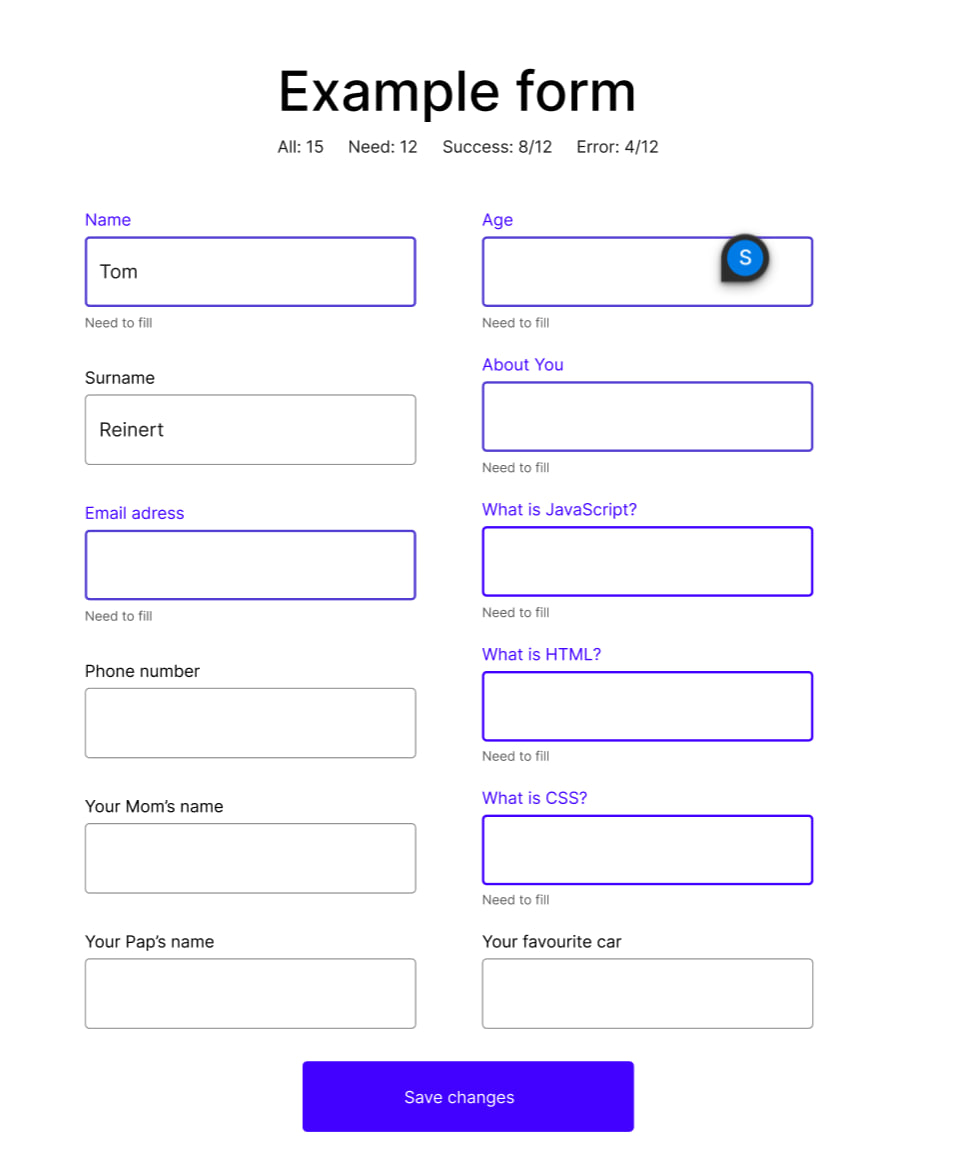 Example form
All: 15 Need: 12 Success: 8/12 Error: 4/12
Name
Tom
Need to fill
Surname
Reinert
Email adress
Need to fill
Phone number
Your Mom’s name
Your Pap’s name
Age
S
Need to fill
About You
Need to fill
What is JavaScript?
Need to fill
What is HTML?
Need to fill
What is CSS?
Need to fill
Your favourite car
Save changes